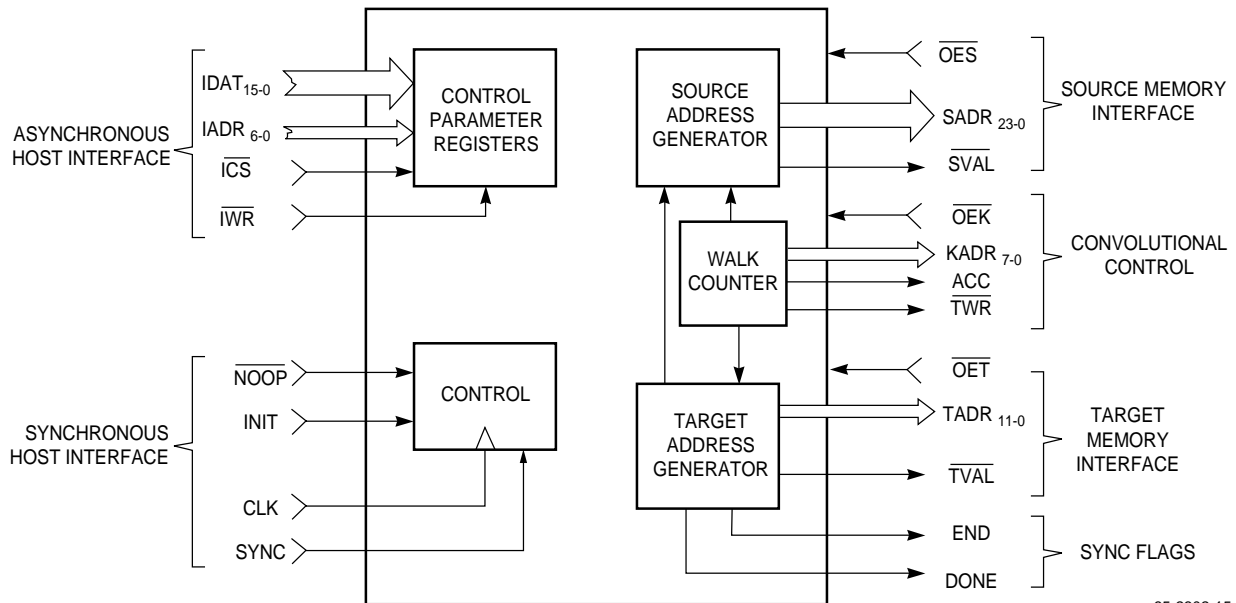 ASYNCHRONOUS
HOST INTERFACE
IDAT15-0
IADR 6-0
ICS
IWR
CONTROL
PARAMETER
REGISTERS
SYNCHRONOUS
HOST INTERFACE
NOOP
INIT
CLK
SYNC
CONTROL
SOURCE
ADDRESS
GENERATOR
WALK
COUNTER
TARGET
ADDRESS
GENERATOR
OES
SADR 23-0
SVAL
SOURCE MEMORY
INTERFACE
OEK
KADR 7-0
ACC
TWR
CONVOLUTIONAL
CONTROL
OET
TADR 11-0
TVAL
TARGET
MEMORY
INTERFACE
END
DONE
SYNC FLAGS